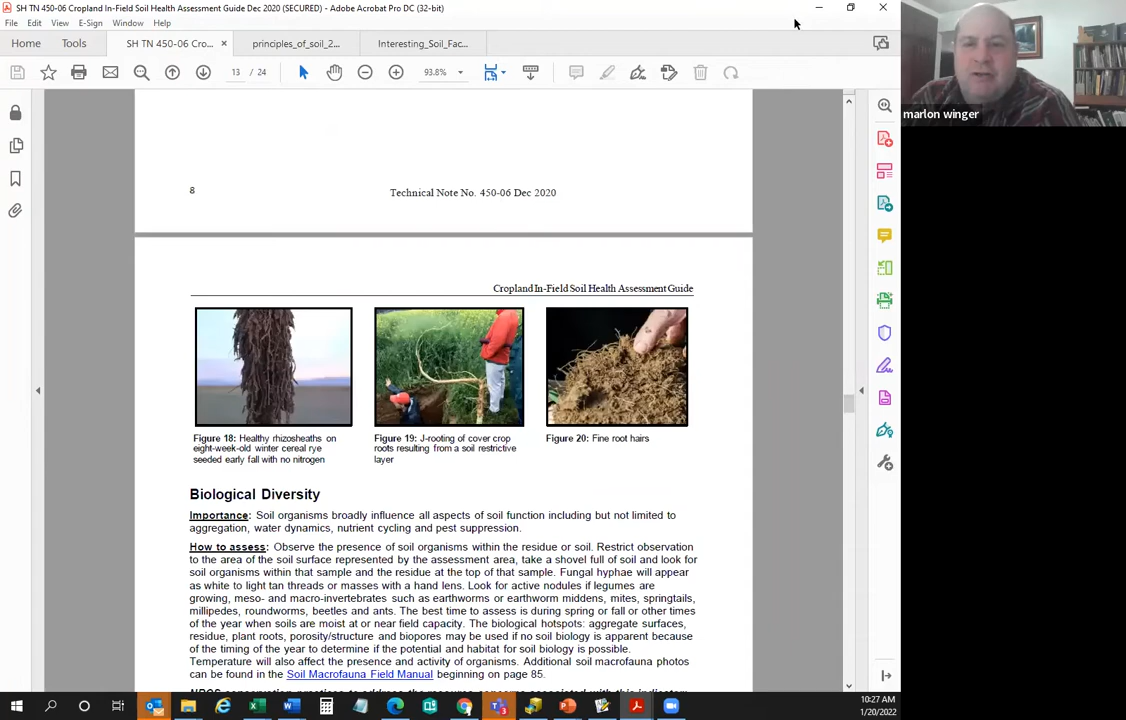 SH TN 450-06 Cropland In-Field Soil Health Assessment Guide Dec 2020 (SECURED) - Adobe Acrobat Pro DC (32-bit)
File Edit View E-Sign Window Help
Home Tools SH TN 450-06 Cro... × principles_of_soil_2... Interesting_Soil_Fac...
13 / 24 93.8%
marlon winger
8 Technical Note No. 450-06 Dec 2020
Cropland In-Field Soil Health Assessment Guide
Figure 18: Healthy rhizosheaths on
eight-week-old winter cereal rye
seeded early fall with no nitrogen
Figure 19: J-rooting of cover crop
roots resulting from a soil restrictive
layer
Figure 20: Fine root hairs
Biological Diversity
Importance: Soil organisms broadly influence all aspects of soil function including but not limited to
aggregation, water dynamics, nutrient cycling and pest suppression.
How to assess: Observe the presence of soil organisms within the residue or soil. Restrict observation
to the area of the soil surface represented by the assessment area, take a shovel full of soil and look for
soil organisms within that sample and the residue at the top of that sample. Fungal hyphae will appear
as white to light tan threads or masses with a hand lens. Look for active nodules if legumes are
growing, meso- and macro-invertebrates such as earthworms or earthworm middens, mites, springtails,
millipedes, roundworms, beetles and ants. The best time to assess is during spring or fall or other times
of the year when soils are moist at or near field capacity. The biological hotspots: aggregate surfaces,
residue, plant roots, porosity/structure and biopores may be used if no soil biology is apparent because
of the timing of the year to determine if the potential and habitat for soil biology is possible.
Temperature will also affect the presence and activity of organisms. Additional soil macrofauna photos
can be found in the Soil Macrofauna Field Manual beginning on page 85.
NRCS conservation practices to address the resource concerns associated with this indicator:
10:27 AM
1/20/2022